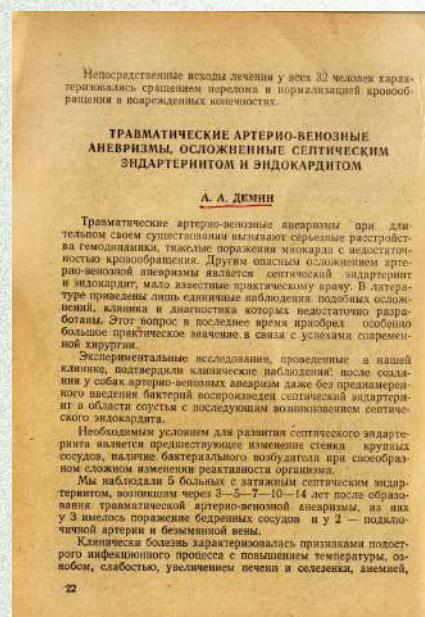 Непосредственные исходы лечения у всех 32 человек харак-
теризовались сращением перелома и нормализацией кровооб-
ращения в поврежденных конечностях.
ТРАВМАТИЧЕСКИЕ АРТЕРИО-ВЕНОЗНЫЕ
АНЕВРИЗМЫ, ОСЛОЖНЕННЫЕ СЕПТИЧЕСКИМ
ЭНДАРТЕРИИТОМ И ЭНДОКАРДИТОМ
А. А. ДЕМИН
Травматические артерио-венозные аневризмы при дли-
тельном своем существовании вызывают серьезные расстройст-
ва гемодинамики, тяжелые поражения миокарда с недостаточ-
ностью кровообращения. Другим опасным осложнением арте-
рио-венозной аневризмы является септический эндартериит
и эндокардит, мало известные практическому врачу. В литера-
туре приведены лишь единичные наблюдения подобных ослож-
нений, клиника и диагностика которых недостаточно разра-
ботаны. Этот вопрос в последнее время приобрел особенно
большое практическое значение в связи с успехами современ-
ной хирургии.
Экспериментальные исследования, проведенные в нашей
клинике, подтвердили клинические наблюдения: после созда-
ния у собак артерио-венозных аневризм даже без преднамерен-
ного введения бактерий воспроизведен септический эндартери-
ит в области соустья с последующим возникновением септиче-
ского эндокардита.
Необходимым условием для развития септического эндарте-
риита является предшествующее изменение стенки крупных
сосудов, наличие бактериального возбудителя при своеобраз-
ном сложном изменении реактивности организма.
Мы наблюдали 5 больных с затяжным септическим эндар-
териитом, возникшим через 3—5—7—10—14 лет после образо-
вания травматической артерио-венозной аневризмы, из них
у 3 имелось поражение бедренных сосудов и у 2 — подклю-
чичной артерии и безымянной вены.
Клинически болезнь характеризовалась признаками подост-
рого инфекционного процесса с повышением температуры, оз-
нобом, слабостью, увеличением печени и селезенки, анемией,
22